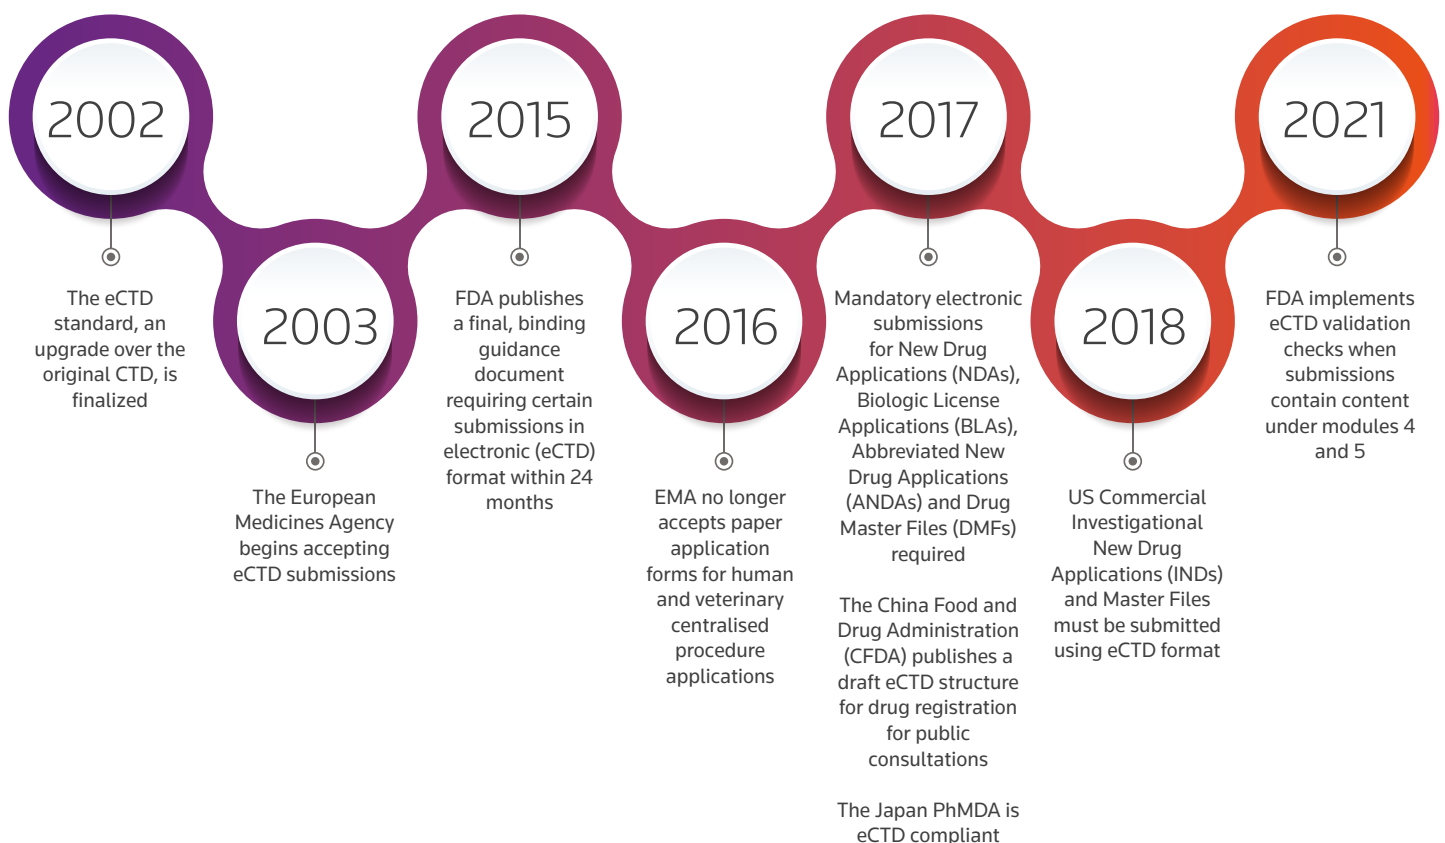 2002
The eCTD
standard, an
upgrade over the
original CTD, is
finalized
2003
The European
Medicines Agency
begins accepting
eCTD submissions
2015
FDA publishes
a final, binding
guidance
document
requiring certain
submissions in
electronic (eCTD)
format within 24
months
2016
EMA no longer
accepts paper
application
forms for human
and veterinary
centralised
procedure
applications
2017
Mandatory electronic
submissions
for New Drug
Applications (NDAs),
Biologic License
Applications (BLAs),
Abbreviated New
Drug Applications
(ANDAs) and Drug
Master Files (DMFs)
required
The China Food and
Drug Administration
(CFDA) publishes a
draft eCTD structure
for drug registration
for public
consultations
The Japan PhMDA is
eCTD compliant
2018
US Commercial
Investigational
New Drug
Applications (INDs)
and Master Files
must be submitted
using eCTD format
2021
FDA implements
eCTD validation
checks when
submissions
contain content
under modules 4
and 5